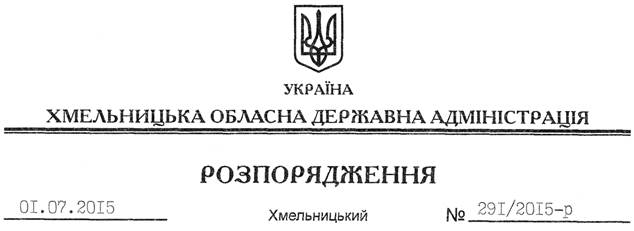 УКРАЇНА
ХМЕЛЬНИЦЬКА ОБЛАСНА ДЕРЖАВНА АДМІНІСТРАЦІЯ
РОЗПОРЯДЖЕННЯ
01.07.2015 Хмельницький № 291/2015-р